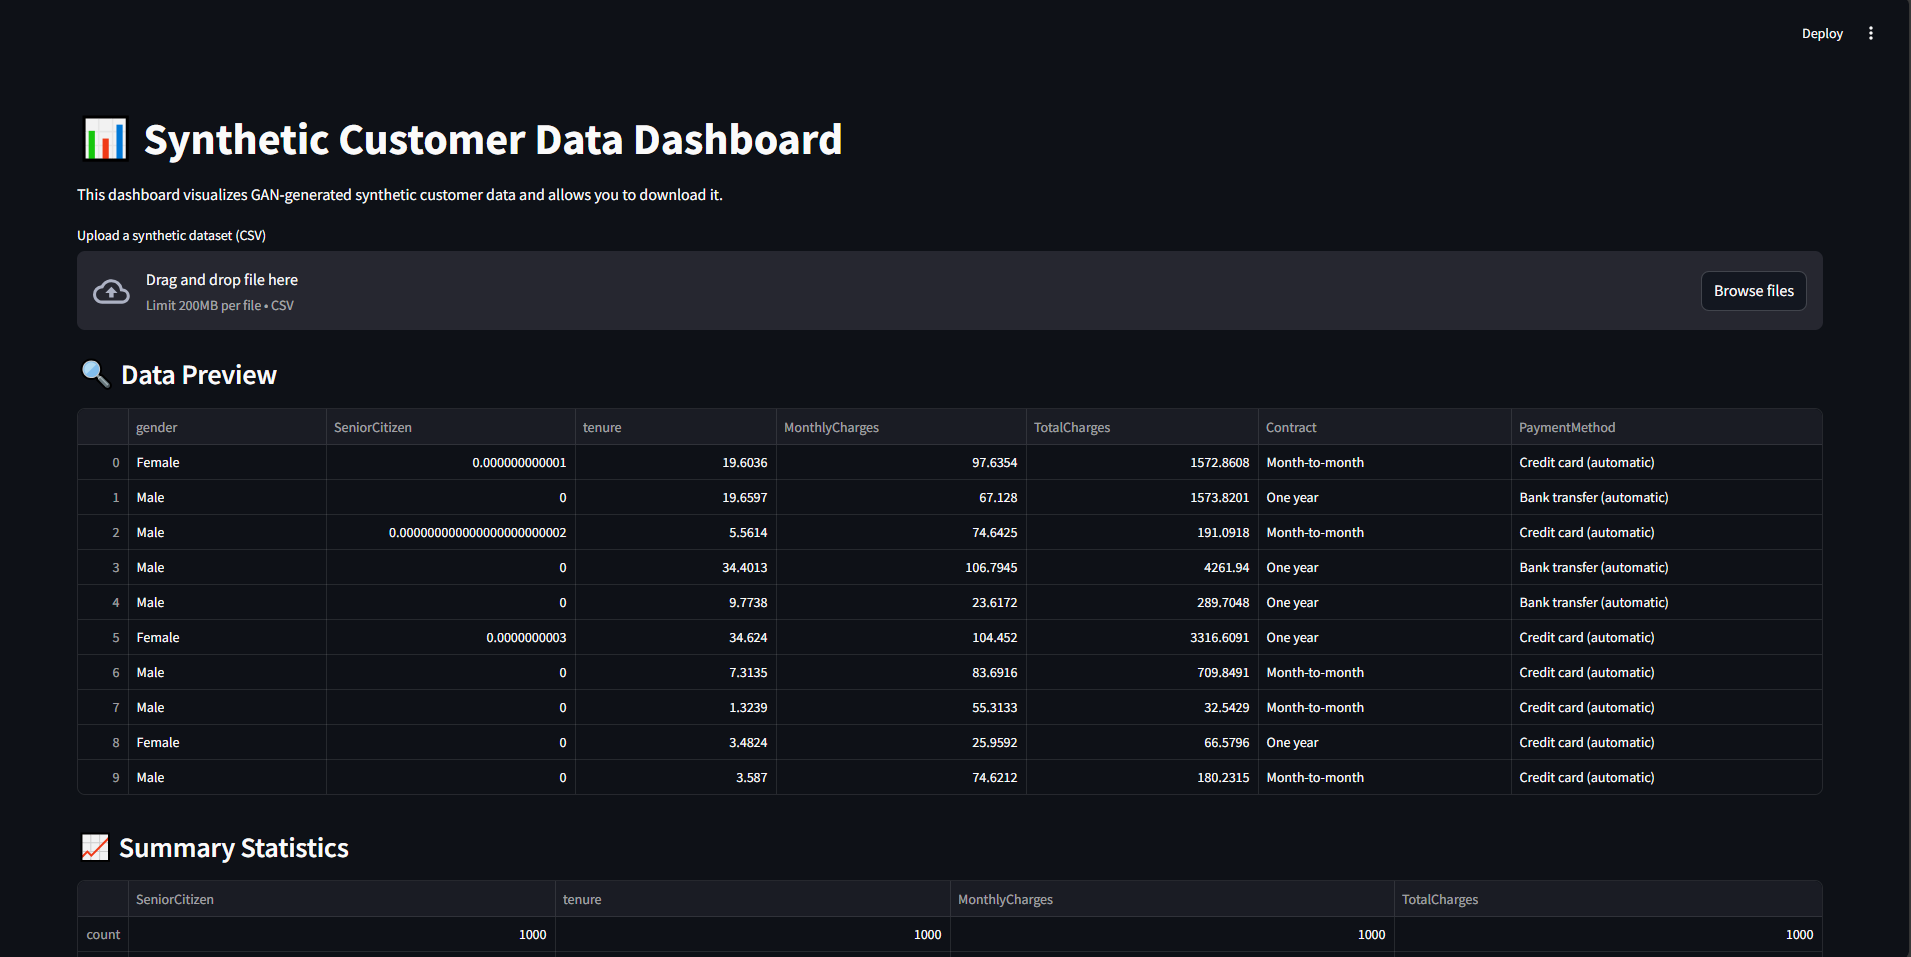 Deploy
Synthetic Customer Data Dashboard
This dashboard visualizes GAN-generated synthetic customer data and allows you to download it.
Upload a synthetic dataset (CSV)
Drag and drop file here
Limit 200MB per file • CSV
Browse files
Data Preview
gender SeniorCitizen tenure MonthlyCharges TotalCharges Contract PaymentMethod
0 Female 0.000000000001 19.6036 97.6354 1572.8608 Month-to-month Credit card (automatic)
1 Male 0 19.6597 67.128 1573.8201 One year Bank transfer (automatic)
2 Male 0.000000000000000000000002 5.5614 74.6425 191.0918 Month-to-month Credit card (automatic)
3 Male 0 34.4013 106.7945 4261.94 One year Bank transfer (automatic)
4 Male 0 9.7738 23.6172 289.7048 One year Bank transfer (automatic)
5 Female 0.0000000003 34.624 104.452 3316.6091 One year Credit card (automatic)
6 Male 0 7.3135 83.6916 709.8491 Month-to-month Credit card (automatic)
7 Male 0 1.3239 55.3133 32.5429 Month-to-month Credit card (automatic)
8 Female 0 3.4824 25.9592 66.5796 One year Credit card (automatic)
9 Male 0 3.587 74.6212 180.2315 Month-to-month Credit card (automatic)
Summary Statistics
SeniorCitizen tenure MonthlyCharges TotalCharges
count 1000 1000 1000 1000